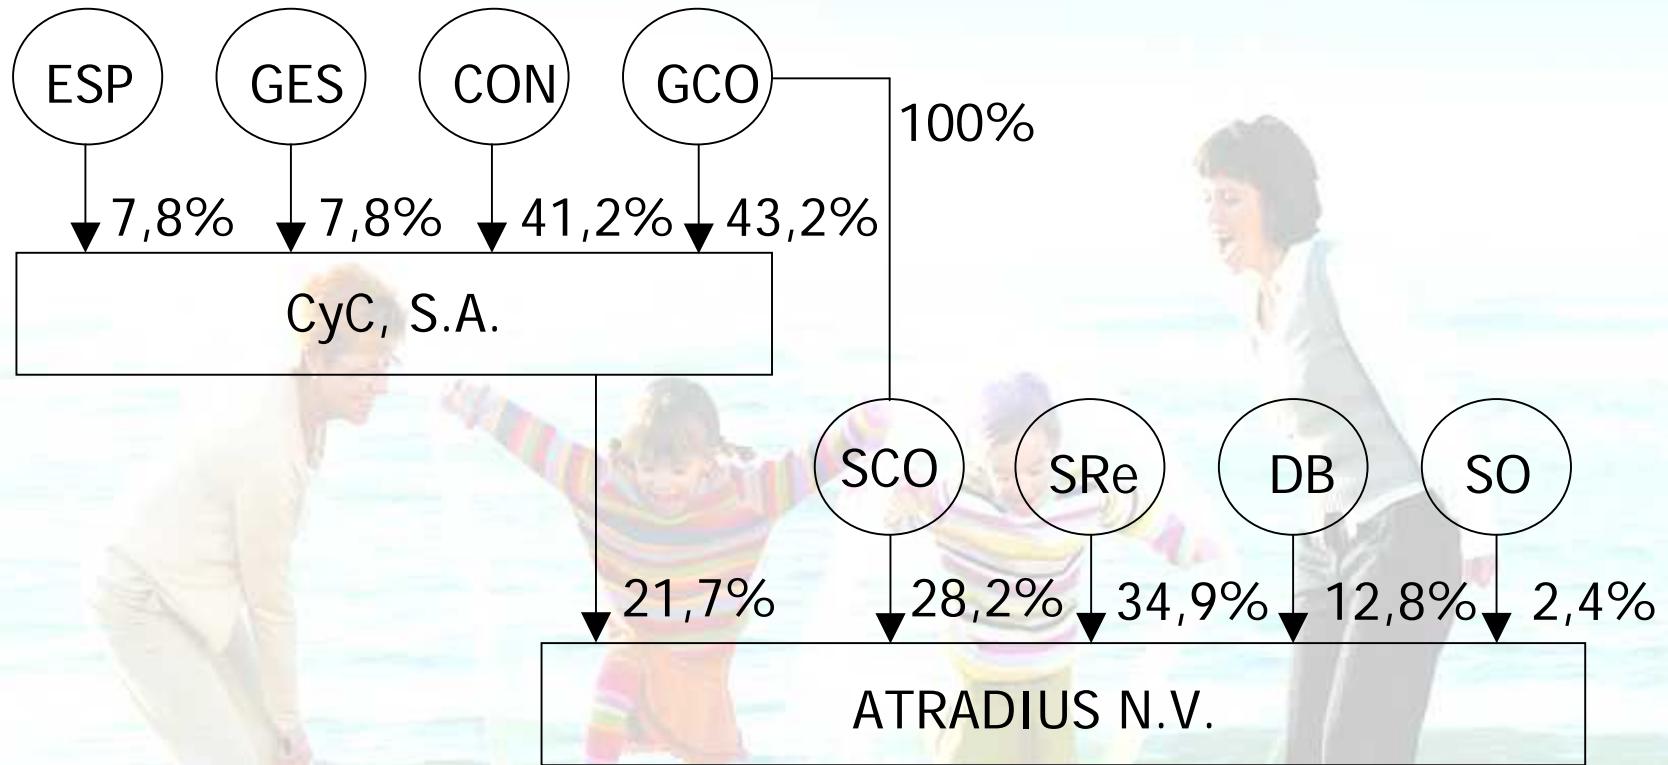 ESP GES CON GCO
100%
7,8% 7,8% 41,2% 43,2%
CyC, S.A.
SCO SRe DB SO
21,7% 28,2% 34,9% 12,8% 2,4%
ATRADIUS N.V.